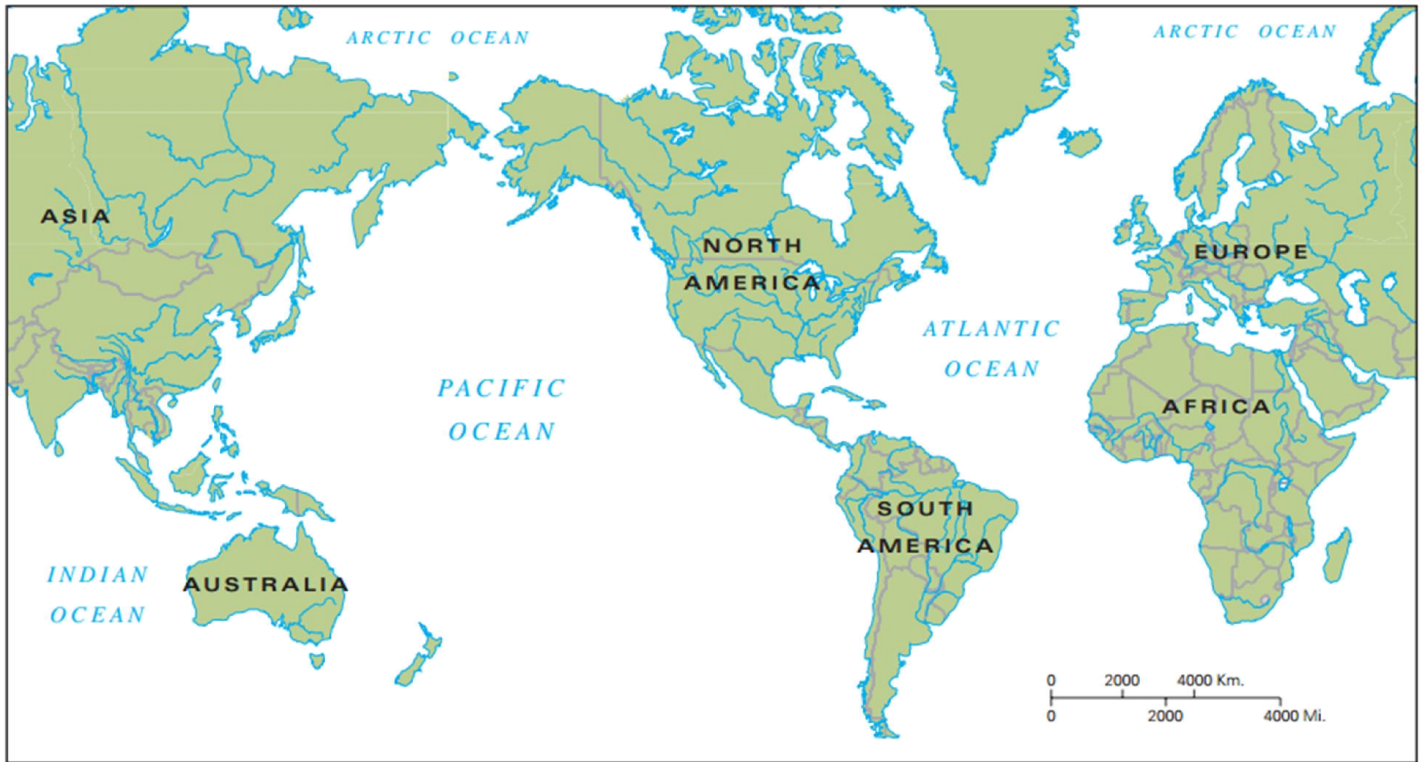 ARCTIC OCEAN
ARCTIC OCEAN
ASIA
NORTH
AMERICA
EUROPE
ATLANTIC
OCEAN
PACIFIC
OCEAN
AFRICA
SOUTH
AMERICA
INDIAN
OCEAN
AUSTRALIA
0 2000 4000 Km.
0 2000 4000 Mi.